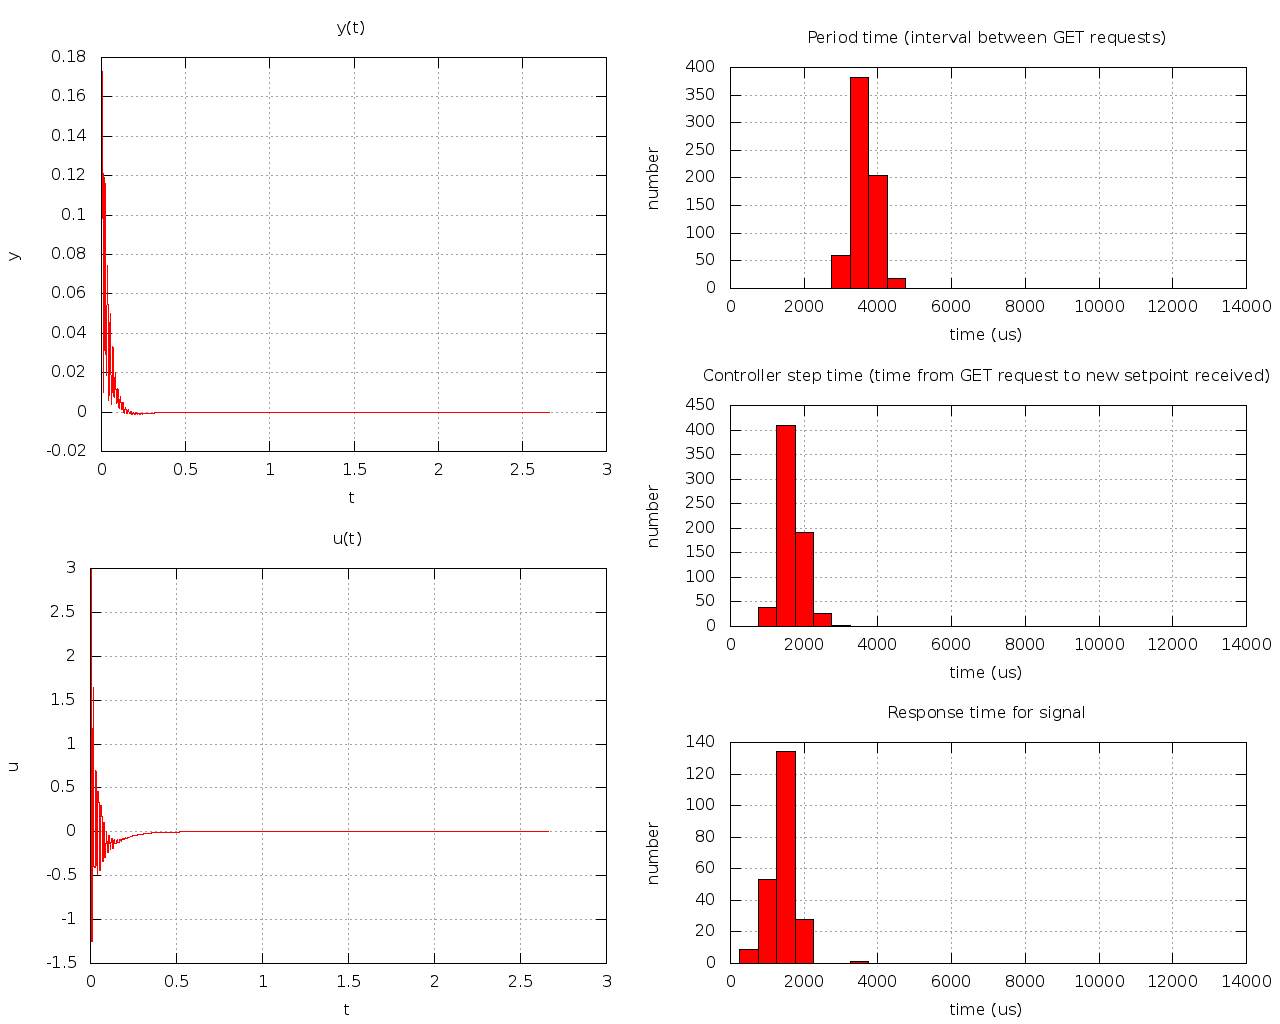 y(t)
0.18
0.16
0.14
0.12
0.1
0.08
0.06
0.04
0.02
0
-0.02
y
0 0.5 1 1.5 2 2.5 3
t
u(t)
3
2.5
2
1.5
1
0.5
0
-0.5
-1
-1.5
u
0 0.5 1 1.5 2 2.5 3
t
Period time (interval between GET requests)
400
350
300
250
200
150
100
50
0
number
0 2000 4000 6000 8000 10000 12000 14000
time (us)
Controller step time (time from GET request to new setpoint received)
450
400
350
300
250
200
150
100
50
0
number
0 2000 4000 6000 8000 10000 12000 14000
time (us)
Response time for signal
140
120
100
80
60
40
20
0
number
0 2000 4000 6000 8000 10000 12000 14000
time (us)